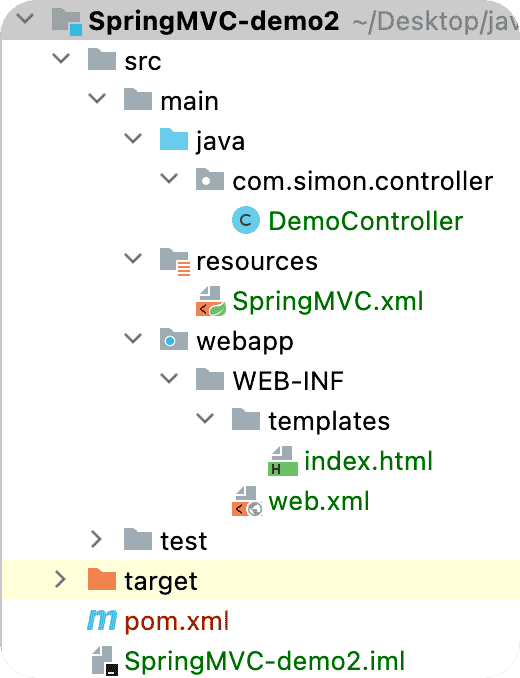 SpringMVC-demo2 ~/Desktop/jav
src
main
java
com.simon.controller
C DemoController
resources
SpringMVC.xml
webapp
WEB-INF
templates
H index.html
web.xml
test
target
m pom.xml
SpringMVC-demo2.iml